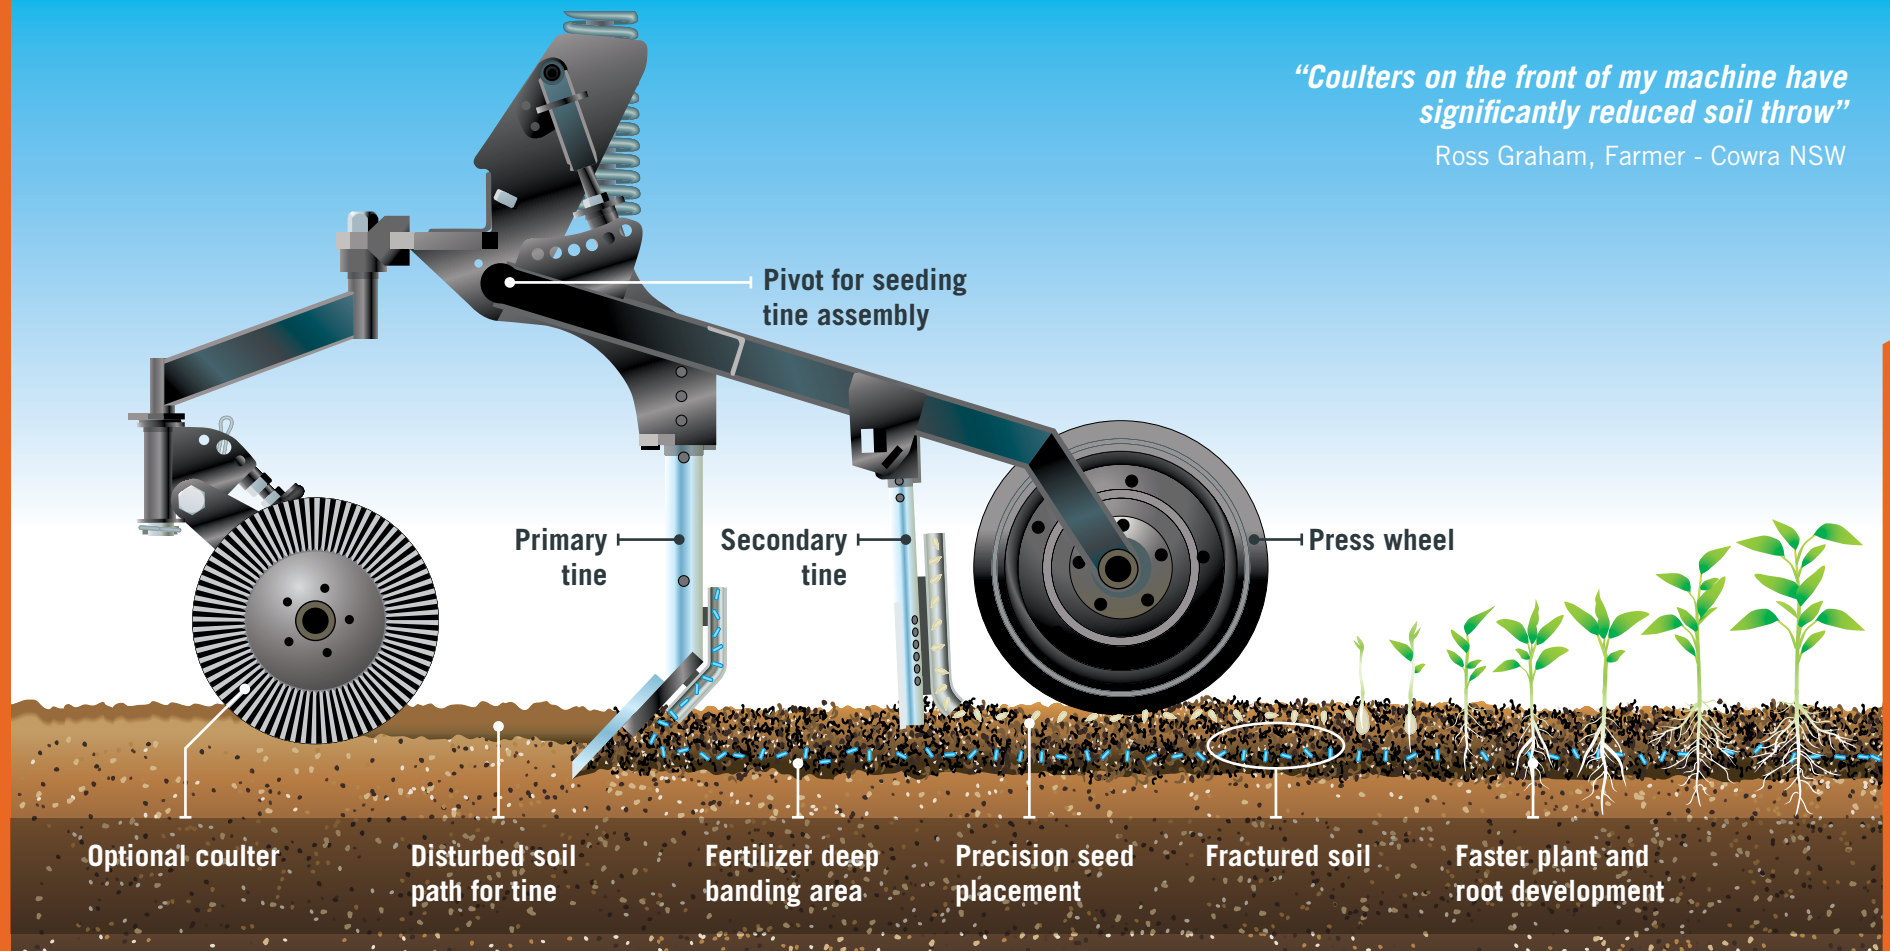 “Coulters on the front of my machine have
significantly reduced soil throw”
Ross Graham, Farmer - Cowra NSW
Pivot for seeding
tine assembly
Primary
tine
Secondary
tine
Press wheel
Optional coulter
Disturbed soil
path for tine
Fertilizer deep
banding area
Precision seed
placement
Fractured soil
Faster plant and
root development